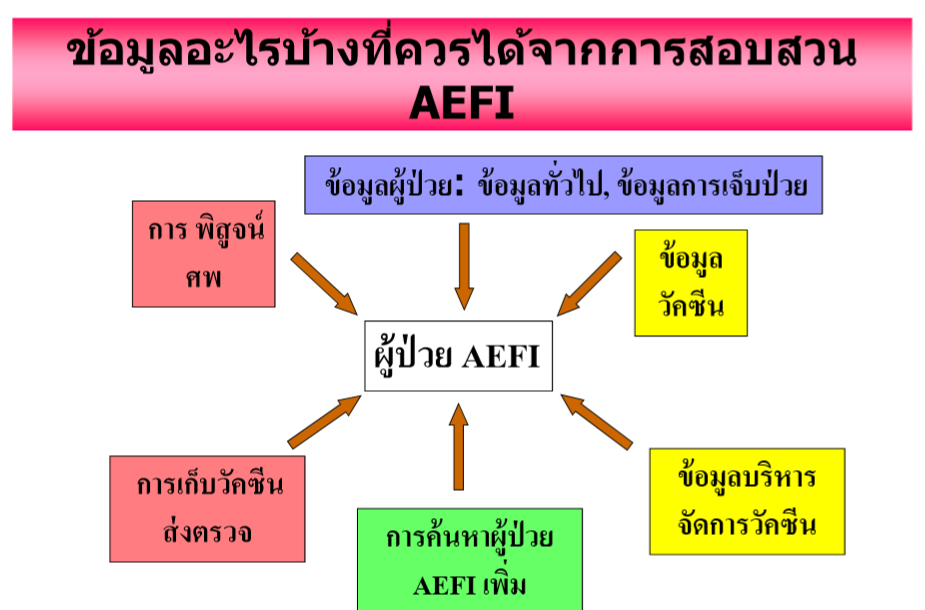 ข้อมูลอะไรบ้างที่ควรได้จากการสอบสวน
AEFI
ข้อมูลผู้ป่วย: ข้อมูลทั่วไป, ข้อมูลการเจ็บป่วย
การ พิสูจน์
ศพ
ข้อมูล
วัคซีน
ผู้ป่วย AEFI
การเก็บวัคซีน
ส่งตรวจ
การค้นหาผู้ป่วย
AEFI เพิ่ม
ข้อมูลบริหาร
จัดการวัคซีน